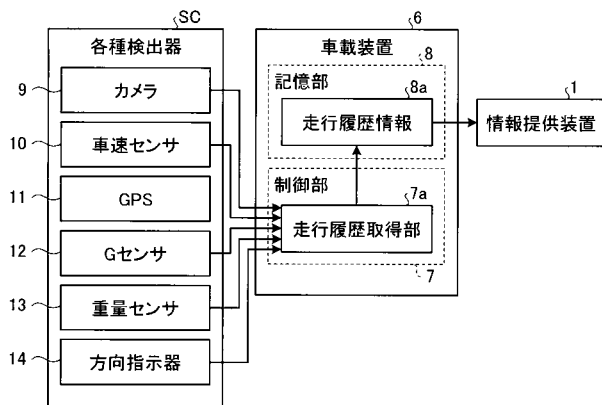 SC
各種検出器
9
カメラ
10
車速センサ
11
GPS
12
Gセンサ
13
重量センサ
14
方向指示器
6
車載装置
8
記憶部
8a
走行履歴情報
制御部
7a
走行履歴取得部
7
1
情報提供装置